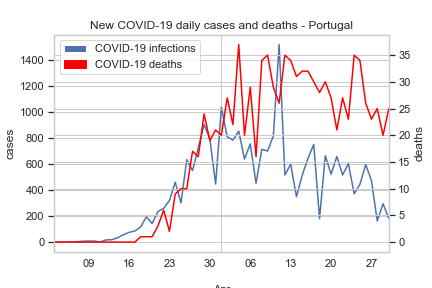 New COVID-19 daily cases and deaths - Portugal
COVID-19 infections
COVID-19 deaths
1400
1200
1000
800
600
400
200
0
cases
35
30
25
20
15
10
5
0
deaths
09 16 23 30 06 13 20 27
Apr